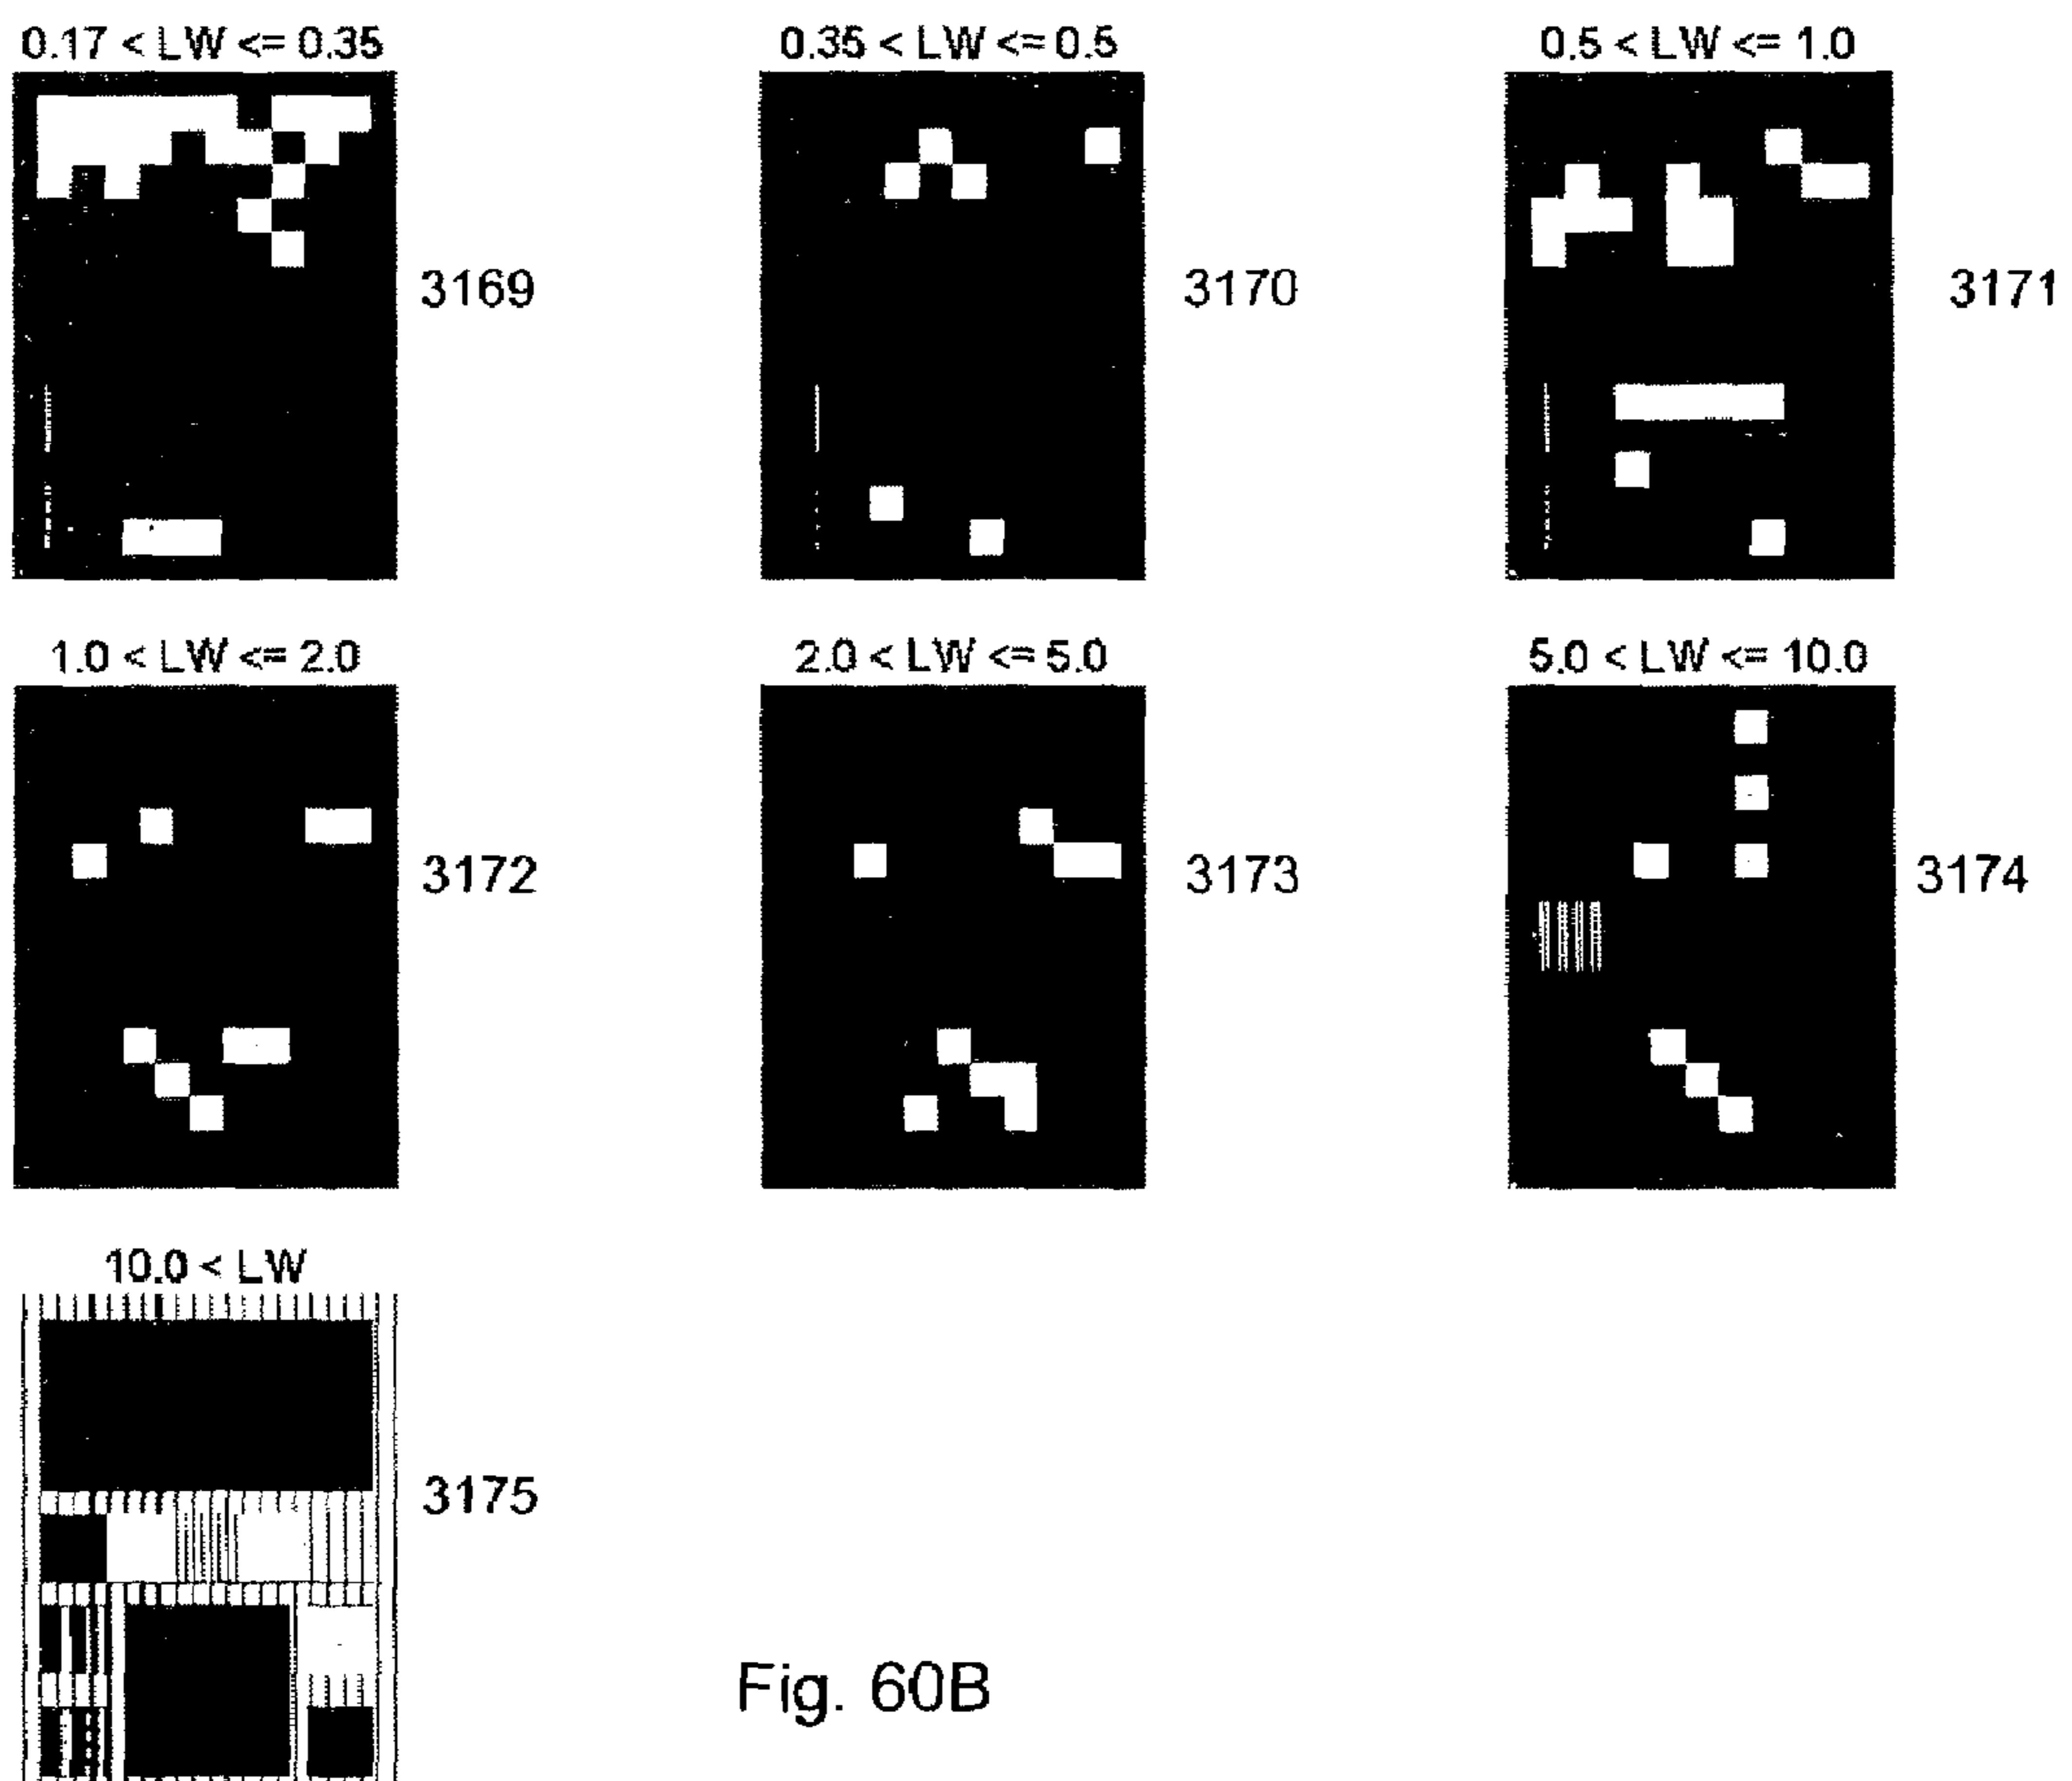 0.17 < LW <= 0.35
0.35 < LW <= 0.5
0.5 < LW <= 1.0
3169
3170
3171
1.0 < LW <= 2.0
2.0 < LW <= 5.0
5.0 < LW <= 10.0
3172
3173
3174
10.0 < LW
3175
Fig. 60B